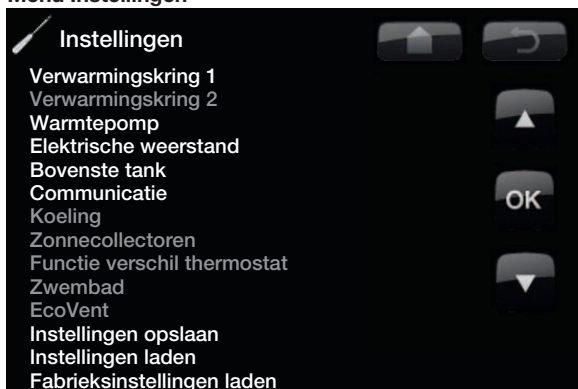 Menu Instellingen
Instellingen
Verwarmingskring 1
Verwarmingskring 2
Warmtepomp
Elektrische weerstand
Bovenste tank
Communicatie
OK
Koeling
Zonnecollectoren
Functie verschil thermostat
Zwembad
EcoVent
Instellingen opslaan
Instellingen laden
Fabrieksinstellingen laden